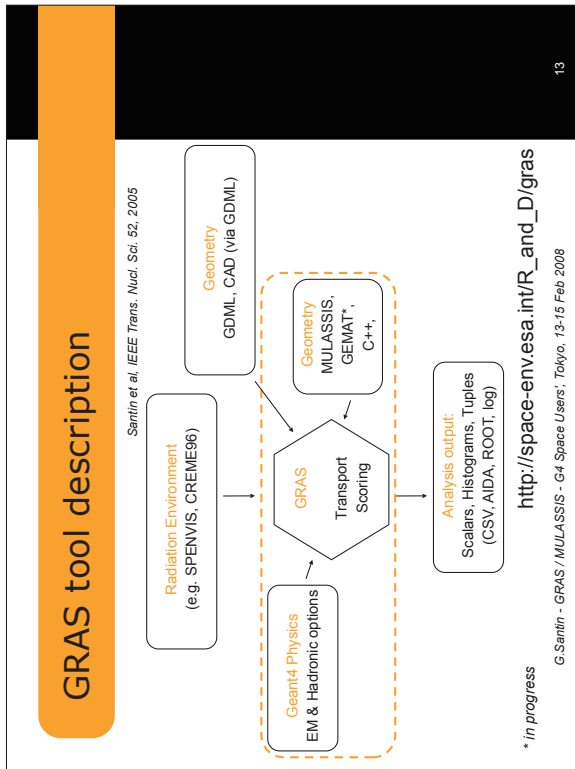 GRAS tool description
Santin et al, IEEE Trans. Nucl. Sci. 52, 2005
Radiation Environment
(e.g. SPENVIS, CREME96)
Geometry
GDML, CAD (via GDML)
Geant4 Physics
EM & Hadronic options
GRAS
Transport
Scoring
Geometry
MULASSIS,
GEMAT*,
C++,
Analysis output:
Scalars, Histograms, Tuples
(CSV, AIDA, ROOT, log)
* in progress
http://space-env.esa.int/R_and_D/gras
G.Santin - GRAS / MULASSIS - G4 Space Users', Tokyo, 13-15 Feb 2008
13